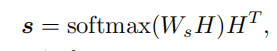 s = softmax(W_s H)H^T,